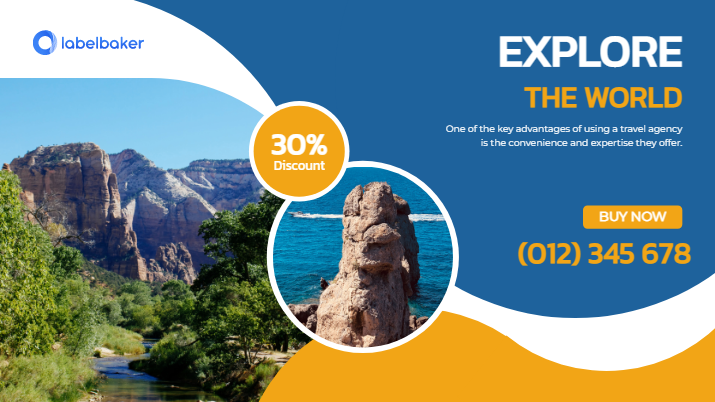 labelbaker
EXPLORE
THE WORLD
One of the key advantages of using a travel agency
is the convenience and expertise they offer.
30%
Discount
BUY NOW
(012) 345 678